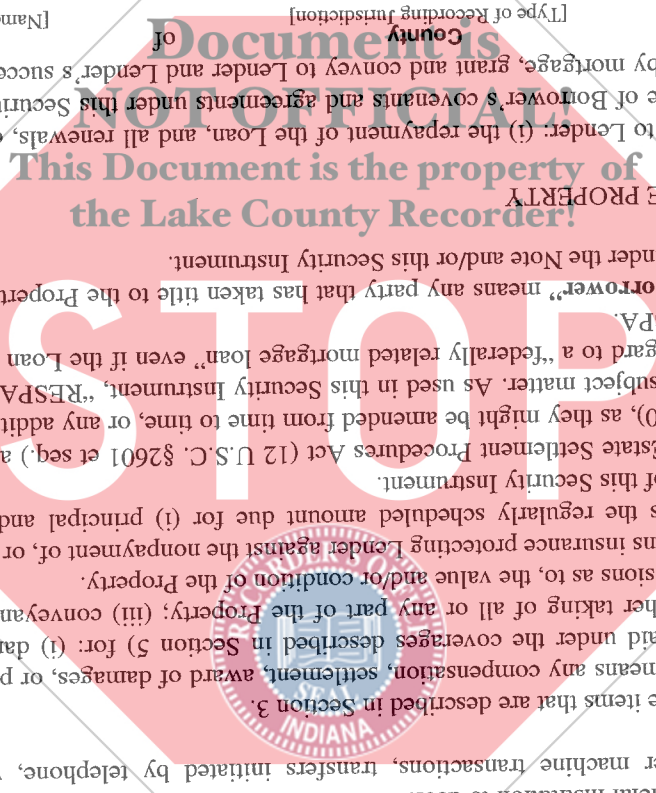 Document is
NOT OFFICIAL!
This Document is the property of
the Lake County Recorder!
STOP
RECORDER'S OFFICE
SEAL
INDIANA
er machine transactions, transfers initiated by telephone,
e items that are described in Section 3.
means any compensation, settlement, award of damages, or p
aid under the coverages described in Section 5) for: (i) da
her taking of all or any part of the Property; (iii) conveyan
sions as to, the value and/or condition of the Property.
ns insurance protecting Lender against the nonpayment of, or
s the regularly scheduled amount due for (i) principal and
of this Security Instrument.
Estate Settlement Procedures Act (12 U.S.C. §2601 et seq.) a
0), as they might be amended from time to time, or any addit
subject matter. As used in this Security Instrument, “RESPA
gard to a “federally related mortgage loan” even if the Loan
SPA.
orrower” means any party that has taken title to the Propert
nder the Note and/or this Security Instrument.
E PROPERTY
to Lender: (i) the repayment of the Loan, and all renewals,
e of Borrower’s covenants and agreements under this Securit
by mortgage, grant and convey to Lender and Lender’s succe
County of
[Type of Recording Jurisdiction] [Name